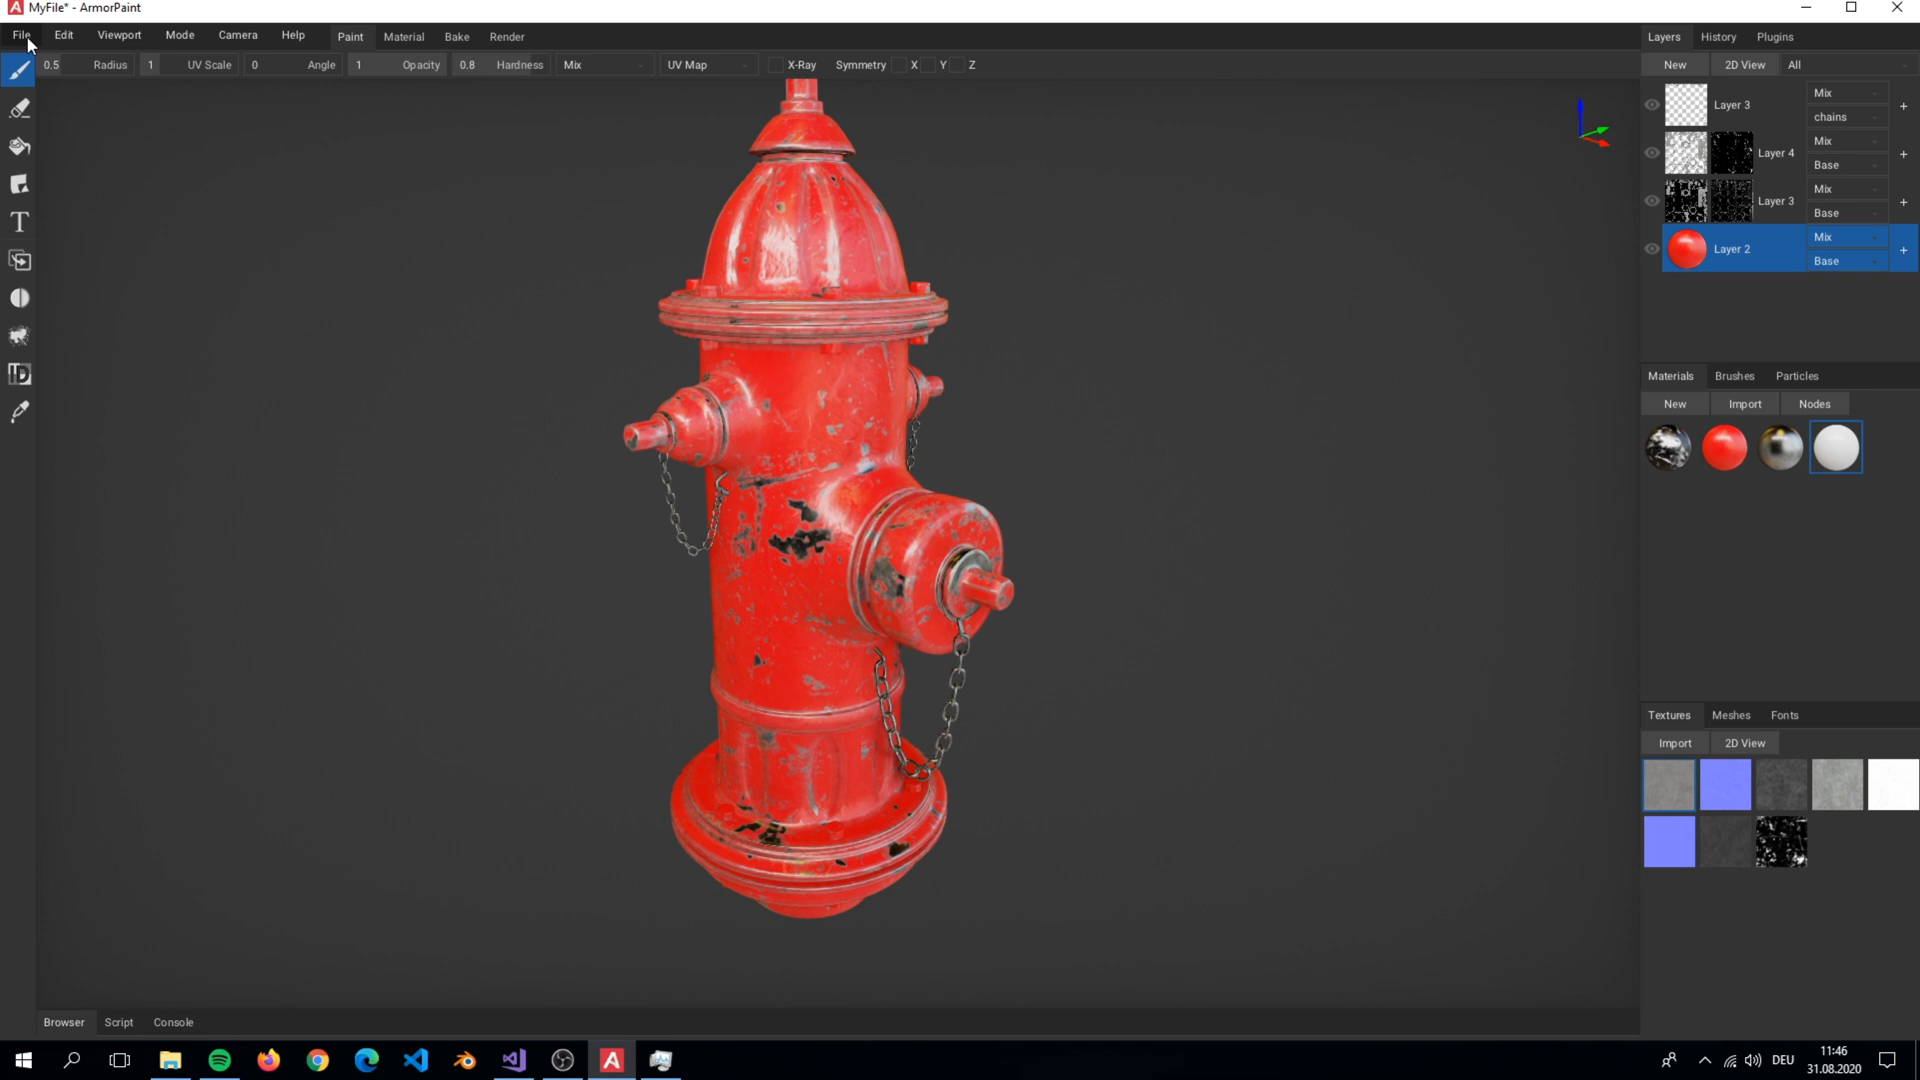 MyFile* - ArmorPaint
File Edit Viewport Mode Camera Help Paint Material Bake Render
0.5 Radius 1 UV Scale 0 Angle 1 Opacity 0.8 Hardness Mix UV Map X-Ray Symmetry X Y Z
Layers History Plugins
New 2D View All
Layer 3 Mix
chains
Layer 4 Mix
Base
Layer 3 Mix
Base
Layer 2 Mix
Base
Materials Brushes Particles
New Import Nodes
Textures Meshes Fonts
Import 2D View
T
ID
Browser Script Console
DEU
11:46
31.08.2020